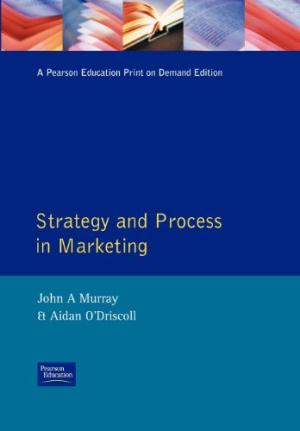 A Pearson Education Print on Demand Edition
Strategy and Process
in Marketing
John A Murray
& Aidan O'Driscoll
Pearson
Education